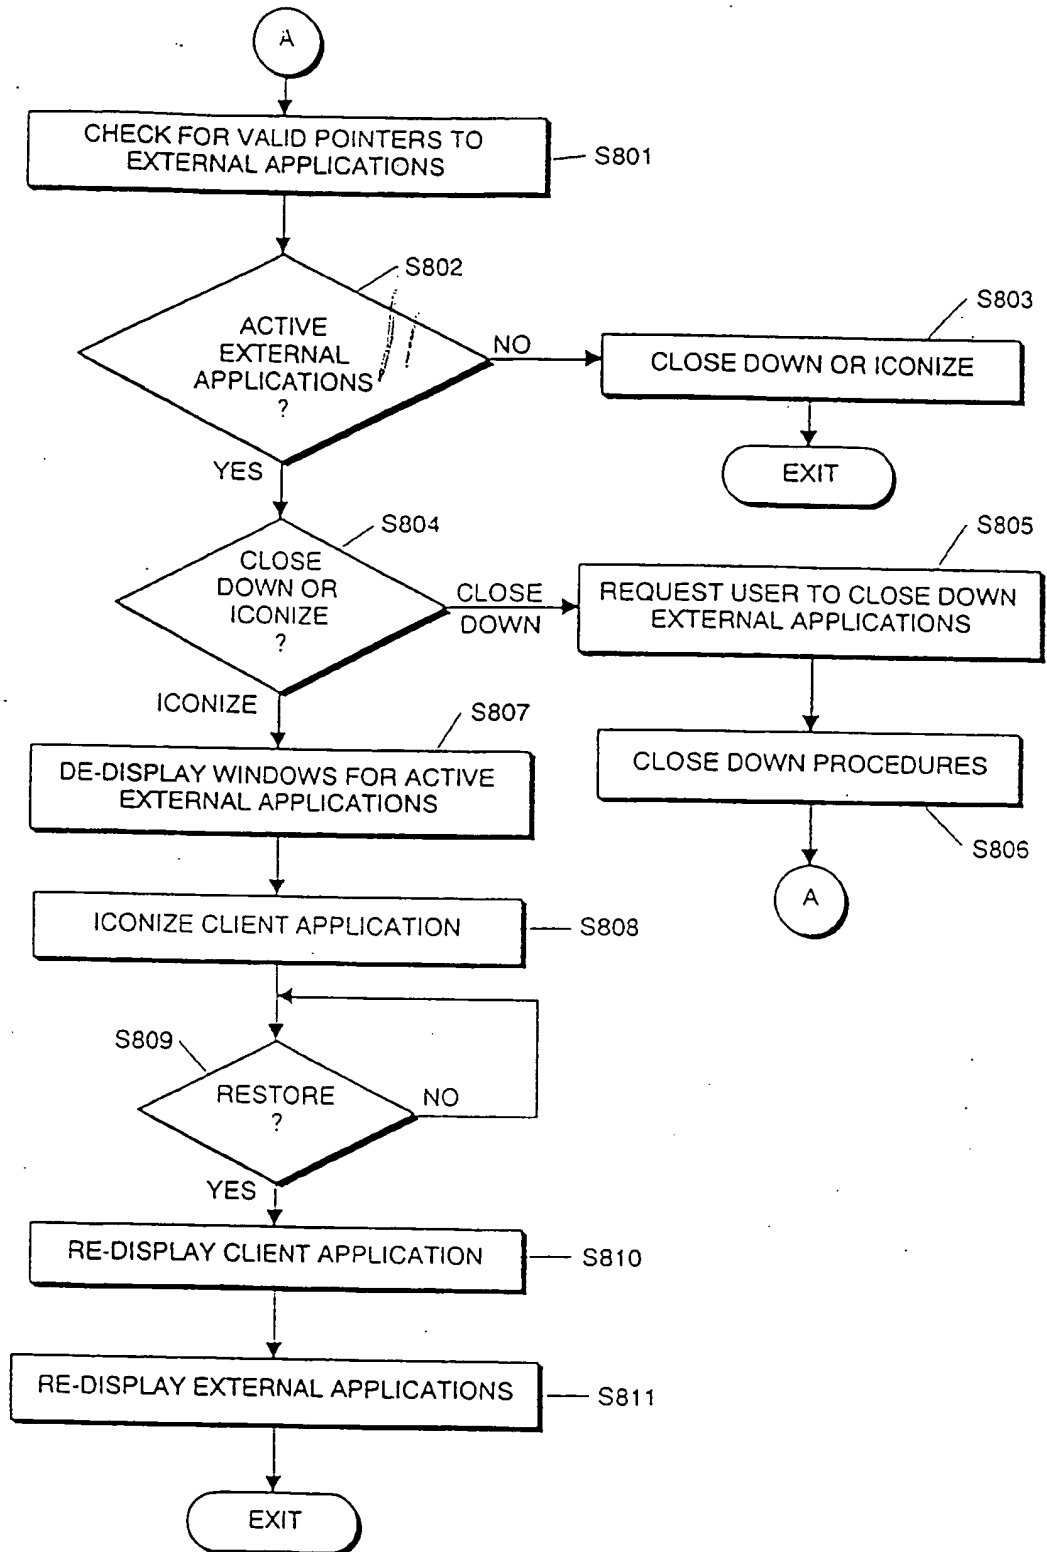 A
CHECK FOR VALID POINTERS TO
EXTERNAL APPLICATIONS
S801
S802
ACTIVE
EXTERNAL
APPLICATIONS
?
NO
S803
CLOSE DOWN OR ICONIZE
EXIT
YES
S804
CLOSE
DOWN OR
ICONIZE
?
CLOSE
DOWN
S805
REQUEST USER TO CLOSE DOWN
EXTERNAL APPLICATIONS
CLOSE DOWN PROCEDURES
S806
A
ICONIZE
S807
DE-DISPLAY WINDOWS FOR ACTIVE
EXTERNAL APPLICATIONS
ICONIZE CLIENT APPLICATION
S808
S809
RESTORE
?
NO
YES
RE-DISPLAY CLIENT APPLICATION
S810
RE-DISPLAY EXTERNAL APPLICATIONS
S811
EXIT